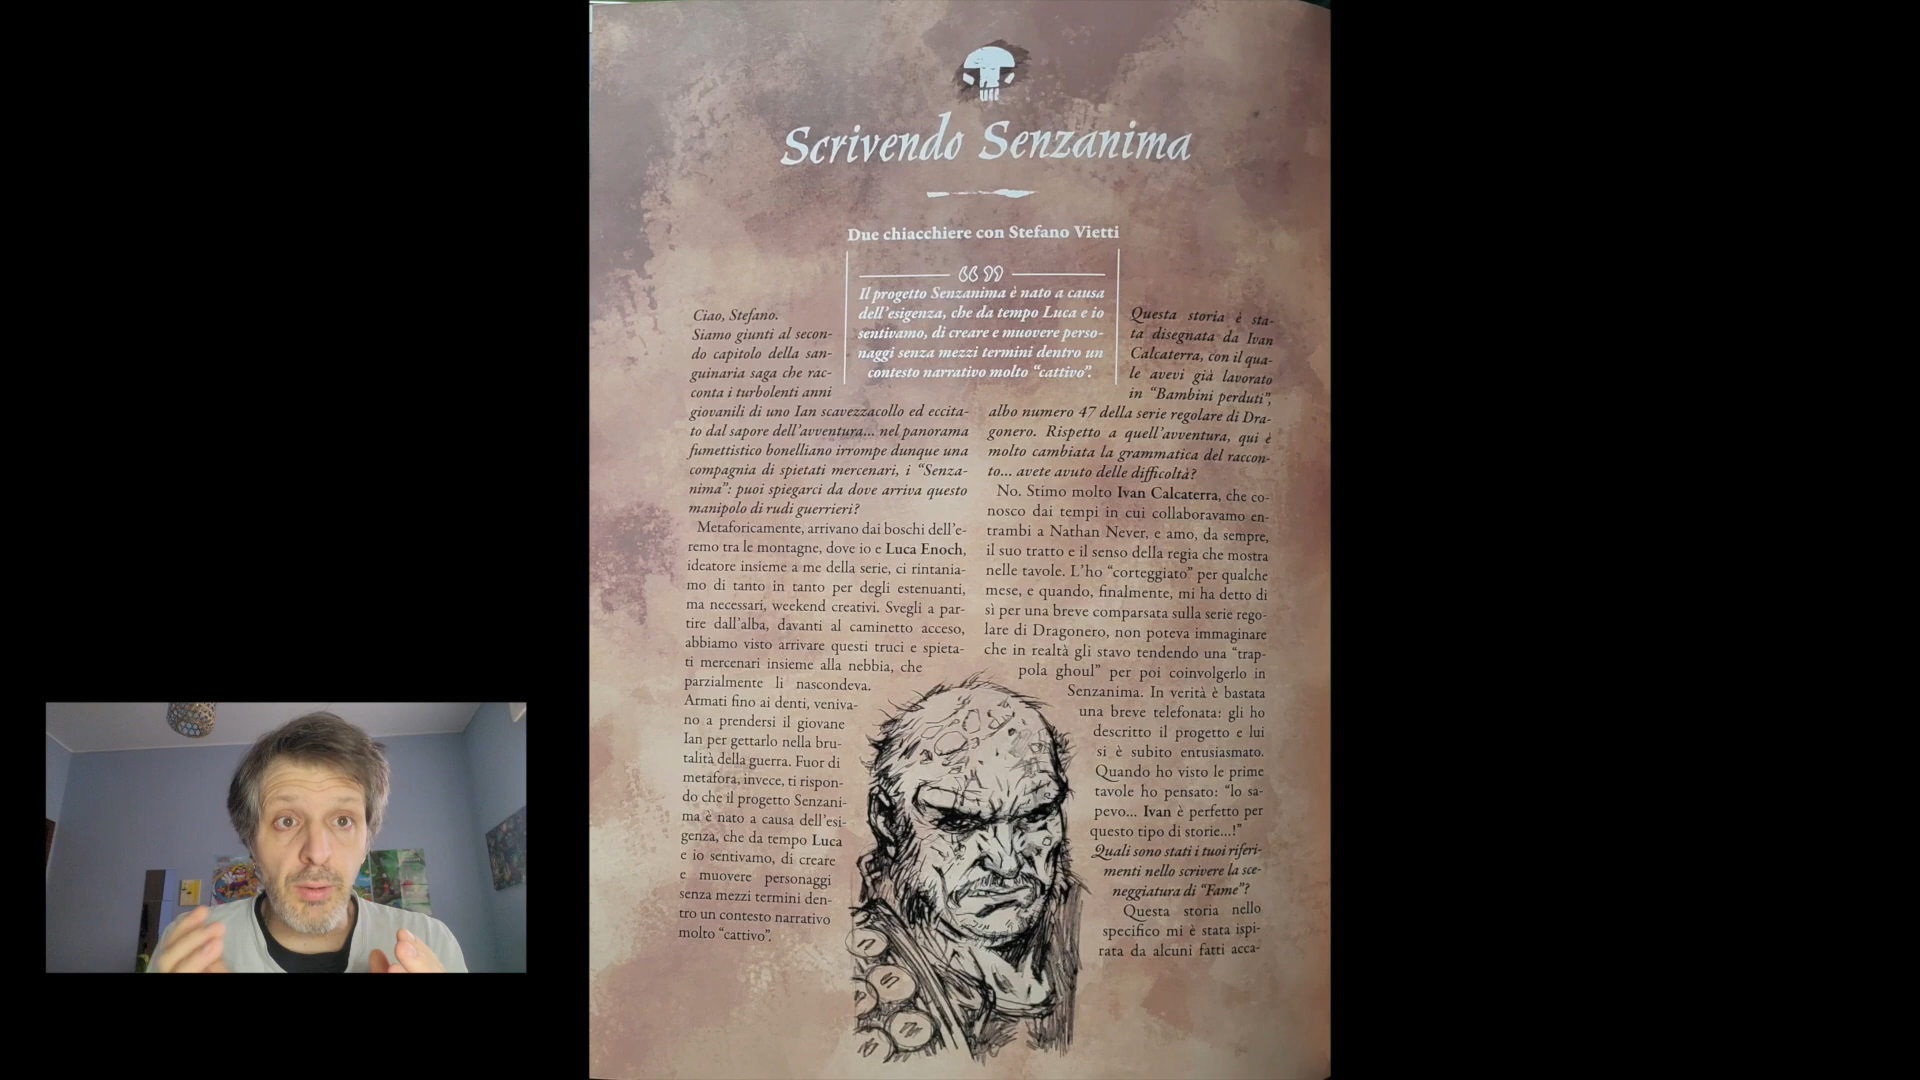 Scrivendo Senzanima
Due chiacchiere con Stefano Vietti
Il progetto Senzanima è nato a causa
dell'esigenza, che da tempo Luca e io
sentivamo, di creare e muovere perso-
naggi senza mezzi termini dentro un
contesto narrativo molto “cattivo”.
Ciao, Stefano.
Siamo giunti al secon-
do capitolo della san-
guinaria saga che rac-
conta i turbolenti anni
giovanili di uno Ian scavezzacollo ed eccita-
to dal sapore dell'avventura... nel panorama
fumettistico bonelliano irrompe dunque una
compagnia di spietati mercenari, i “Senza-
nima”: puoi spiegarci da dove arriva questo
manipolo di rudi guerrieri?
Metaforicamente, arrivano dai boschi dell'e-
remo tra le montagne, dove io e Luca Enoch,
ideatore insieme a me della serie, ci rintania-
mo di tanto in tanto per degli estenuanti,
ma necessari, weekend creativi. Svegli a par-
tire dall'alba, davanti al caminetto acceso,
abbiamo visto arrivare questi truci e spieta-
ti mercenari insieme alla nebbia, che
parzialmente li nascondeva.
Armati fino ai denti, veniva-
no a prendersi il giovane
Ian per gettarlo nella bru-
talità della guerra. Fuor di
metafora, invece, ti rispon-
do che il progetto Senzani-
ma è nato a causa dell'esi-
genza, che da tempo Luca
e io sentivamo, di creare
e muovere personaggi
senza mezzi termini den-
tro un contesto narrativo
molto “cattivo”.
Questa storia è sta-
ta disegnata da Ivan
Calcaterra, con il qua-
le avevi già lavorato
in “Bambini perduti”,
albo numero 47 della serie regolare di Dra-
gonero. Rispetto a quell'avventura, qui è
molto cambiata la grammatica del raccon-
to... avete avuto delle difficoltà?
No. Stimo molto Ivan Calcaterra, che co-
nosco dai tempi in cui collaboravamo en-
trambi a Nathan Never, e amo, da sempre,
il suo tratto e il senso della regia che mostra
nelle tavole. L'ho “corteggiato” per qualche
mese, e quando, finalmente, mi ha detto di
sì per una breve comparsata sulla serie rego-
lare di Dragonero, non poteva immaginare
che in realtà gli stavo tendendo una “trap-
pola ghoul” per poi coinvolgerlo in
Senzanima. In verità è bastata
una breve telefonata: gli ho
descritto il progetto e lui
si è subito entusiasmato.
Quando ho visto le prime
tavole ho pensato: “lo sa-
pevo... Ivan è perfetto per
questo tipo di storie...!”
Quali sono stati i tuoi riferi-
menti nello scrivere la sce-
neggiatura di “Fame”?
Questa storia nello
specifico mi è stata ispi-
rata da alcuni fatti acca-